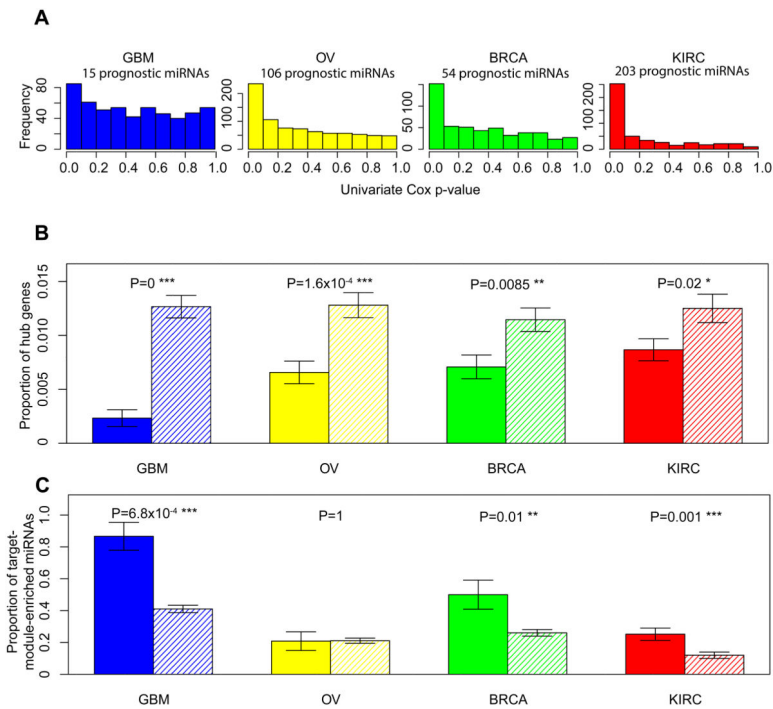 A
GBM
15 prognostic miRNAs
OV
106 prognostic miRNAs
BRCA
54 prognostic miRNAs
KIRC
203 prognostic miRNAs
Frequency
0 40 80
0 100 200
0 50 150
0 100 200
0.0 0.2 0.4 0.6 0.8 1.0
0.0 0.2 0.4 0.6 0.8 1.0
0.0 0.2 0.4 0.6 0.8 1.0
0.0 0.2 0.4 0.6 0.8 1.0
Univariate Cox p-value
B
Proportion of hub genes
0.015
0.010
0.005
0
P=0 ***
P=1.6x10⁻⁴ ***
P=0.0085 **
P=0.02 *
GBM OV BRCA KIRC
C
Proportion of target-
module-enriched miRNAs
1.0
0.8
0.6
0.4
0.2
0
P=6.8x10⁻⁴ ***
P=1
P=0.01 **
P=0.001 ***
GBM OV BRCA KIRC